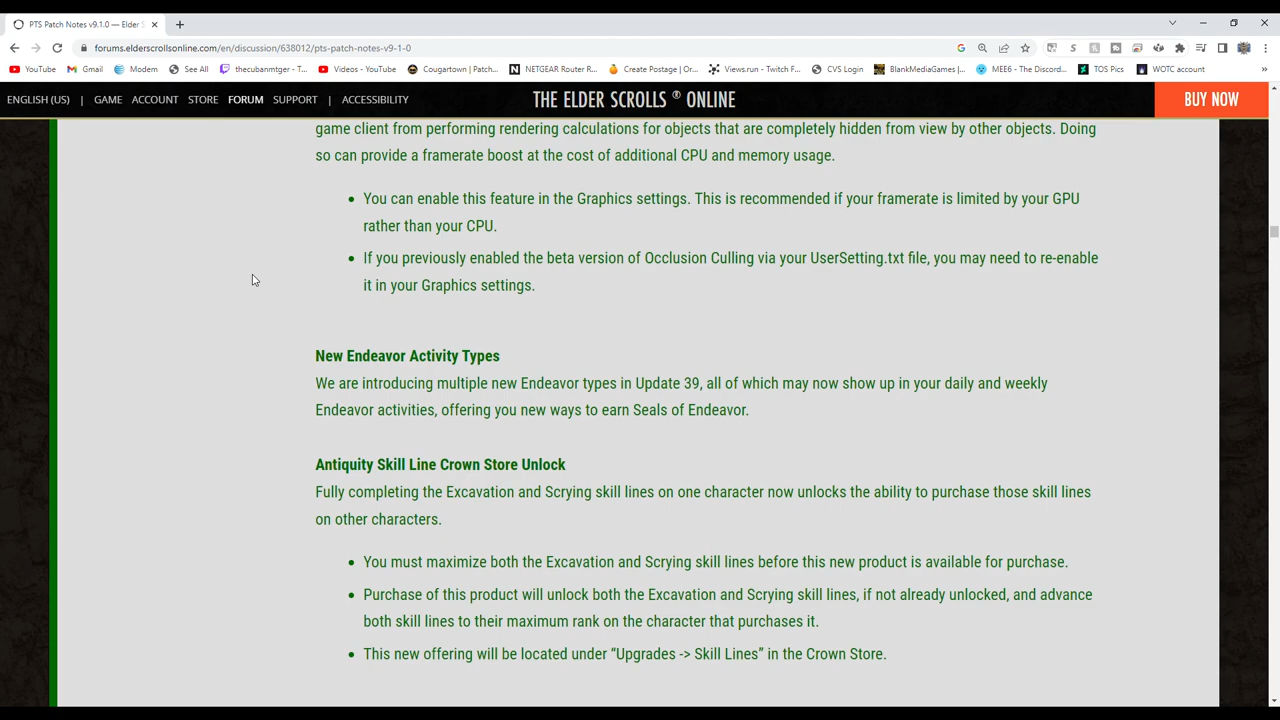 PTS Patch Notes v9.1.0 — Elder S
forums.elderscrollsonline.com/en/discussion/638012/pts-patch-notes-v9-1-0
YouTube Gmail Modem See All thecubanmtger - T... Videos - YouTube Cougartown | Patch... NETGEAR Router R... Create Postage | Or... Views.run - Twitch F... CVS Login BlankMediaGames |... MEE6 - The Discord... TOS Pics WOTC account »
ENGLISH (US) | GAME ACCOUNT STORE FORUM SUPPORT | ACCESSIBILITY THE ELDER SCROLLS ® ONLINE BUY NOW
game client from performing rendering calculations for objects that are completely hidden from view by other objects. Doing
so can provide a framerate boost at the cost of additional CPU and memory usage.
• You can enable this feature in the Graphics settings. This is recommended if your framerate is limited by your GPU
rather than your CPU.
• If you previously enabled the beta version of Occlusion Culling via your UserSetting.txt file, you may need to re-enable
it in your Graphics settings.
New Endeavor Activity Types
We are introducing multiple new Endeavor types in Update 39, all of which may now show up in your daily and weekly
Endeavor activities, offering you new ways to earn Seals of Endeavor.
Antiquity Skill Line Crown Store Unlock
Fully completing the Excavation and Scrying skill lines on one character now unlocks the ability to purchase those skill lines
on other characters.
• You must maximize both the Excavation and Scrying skill lines before this new product is available for purchase.
• Purchase of this product will unlock both the Excavation and Scrying skill lines, if not already unlocked, and advance
both skill lines to their maximum rank on the character that purchases it.
• This new offering will be located under “Upgrades -> Skill Lines” in the Crown Store.